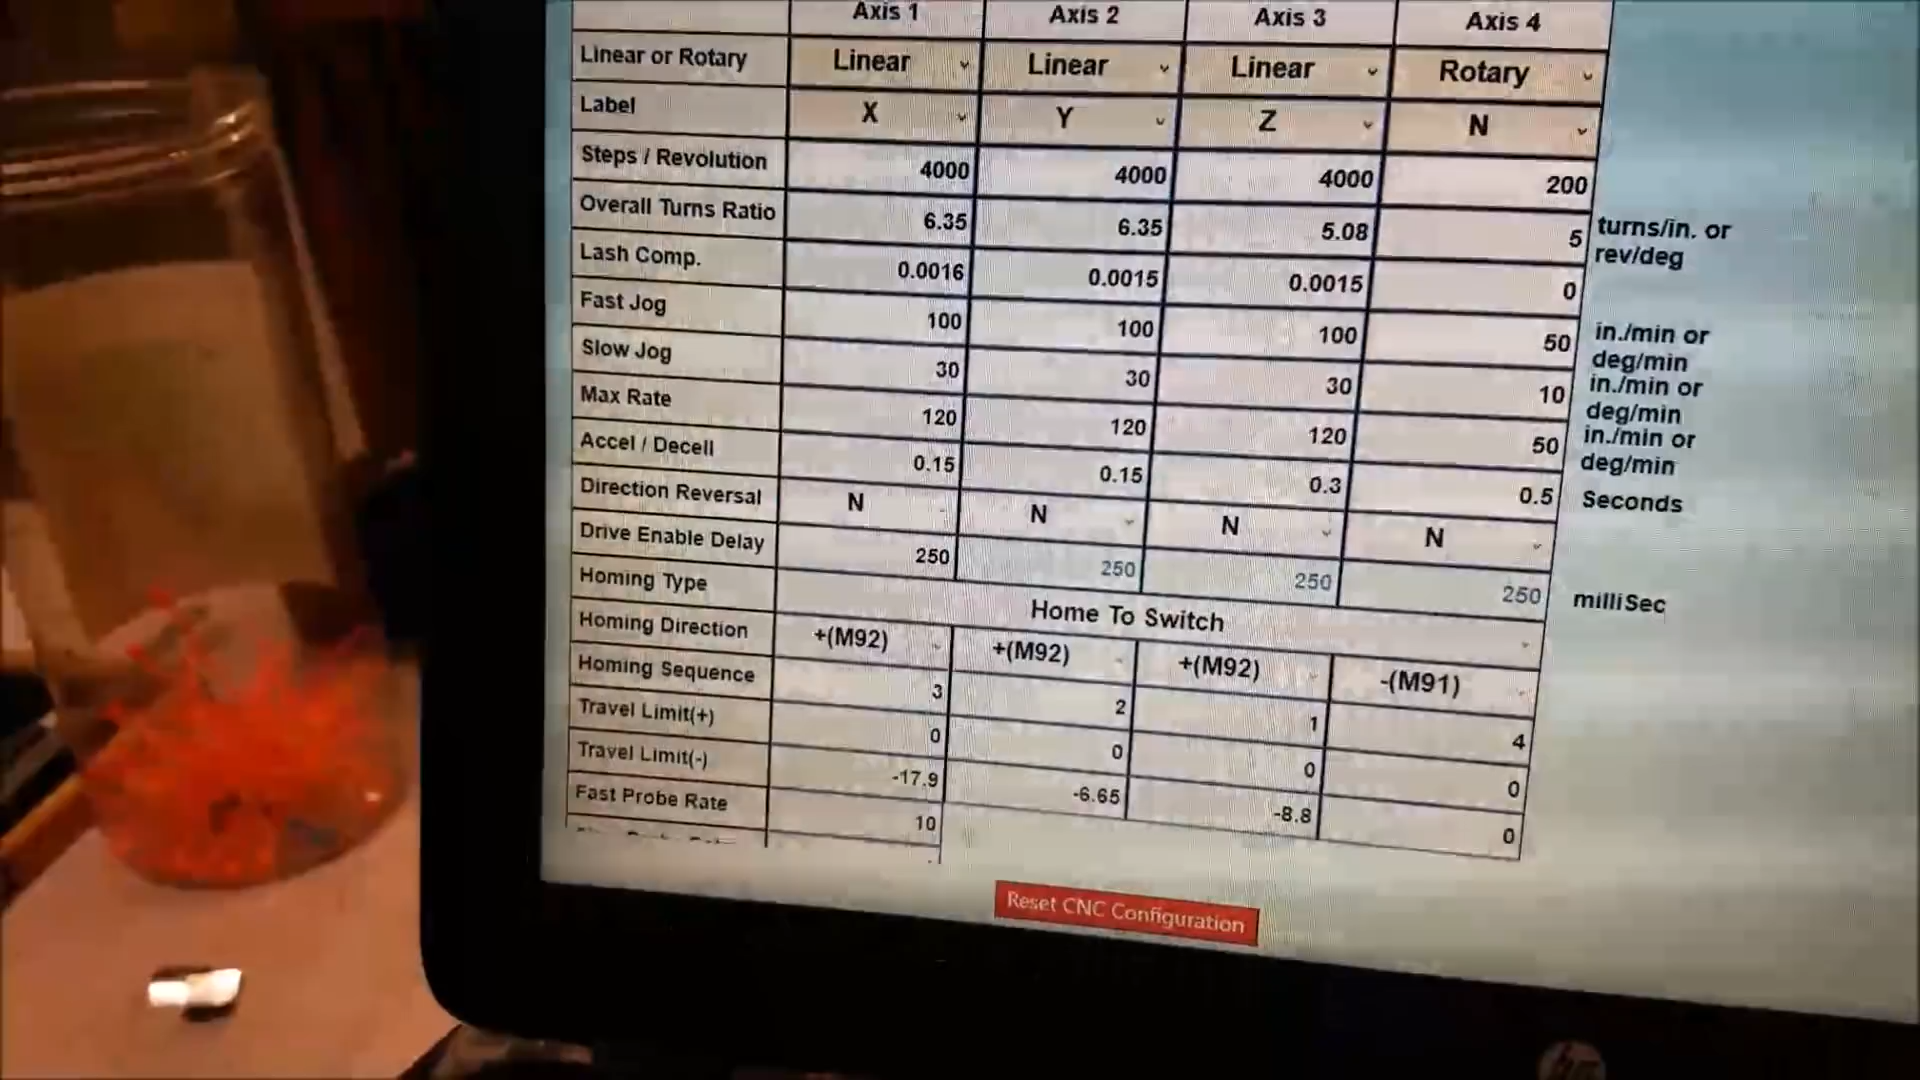 Axis 1 Axis 2 Axis 3 Axis 4
Linear or Rotary Linear Linear Linear Rotary
Label X Y Z N
Steps / Revolution 4000 4000 4000 200
Overall Turns Ratio 6.35 6.35 5.08 5 turns/in. or rev/deg
Lash Comp. 0.0016 0.0015 0.0015 0
Fast Jog 100 100 100 50 in./min or deg/min
Slow Jog 30 30 30 10 in./min or deg/min
Max Rate 120 120 120 50 in./min or deg/min
Accel / Decell 0.15 0.15 0.3 0.5 Seconds
Direction Reversal N N N N
Drive Enable Delay 250 250 250 250 milliSec
Homing Type Home To Switch
Homing Direction +(M92) +(M92) +(M92) -(M91)
Homing Sequence 3 2 1 4
Travel Limit(+) 0 0 0 0
Travel Limit(-) -17.9 -6.65 -8.8 0
Fast Probe Rate 10
Reset CNC Configuration
hp